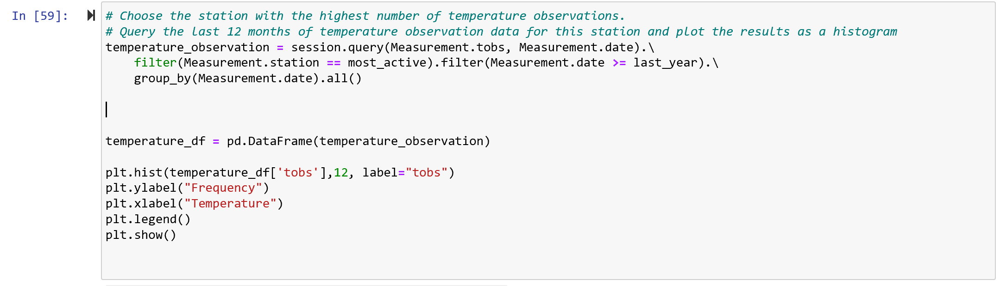 In [59]:
# Choose the station with the highest number of temperature observations.
# Query the last 12 months of temperature observation data for this station and plot the results as a histogram
temperature_observation = session.query(Measurement.tobs, Measurement.date).\
    filter(Measurement.station == most_active).filter(Measurement.date >= last_year).\
    group_by(Measurement.date).all()
temperature_df = pd.DataFrame(temperature_observation)
plt.hist(temperature_df['tobs'],12, label="tobs")
plt.ylabel("Frequency")
plt.xlabel("Temperature")
plt.legend()
plt.show()